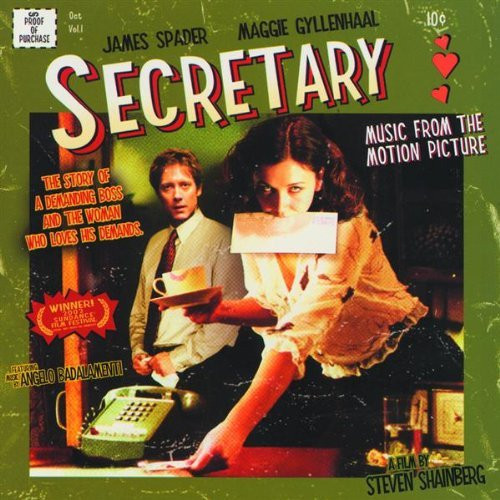 $
PROOF OF
PURCHASE
Oct
Vol.1
JAMES SPADER
MAGGIE GYLLENHAAL
10¢
SECRETARY
MUSIC FROM THE
MOTION PICTURE
THE STORY OF
A DEMANDING BOSS
AND THE WOMAN
WHO LOVES HIS DEMANDS.
WINNER!
2002
SUNDANCE
FILM FESTIVAL
FEATURING
MUSIC BY ANGELO BADALAMENTI
A FILM BY
STEVEN SHAINBERG